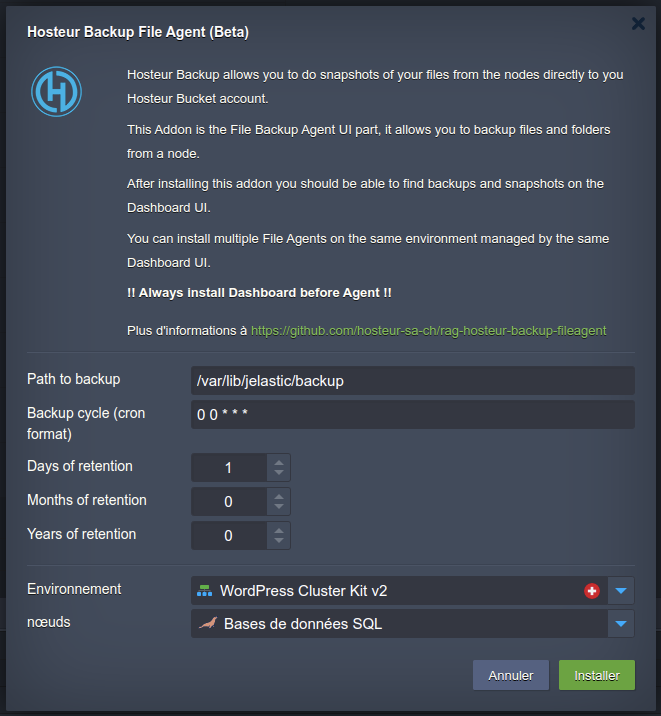 Hosteur Backup File Agent (Beta)
Hosteur Backup allows you to do snapshots of your files from the nodes directly to you
Hosteur Bucket account.
This Addon is the File Backup Agent UI part, it allows you to backup files and folders
from a node.
After installing this addon you should be able to find backups and snapshots on the
Dashboard UI.
You can install multiple File Agents on the same environment managed by the same
Dashboard UI.
!! Always install Dashboard before Agent !!
Plus d'informations à https://github.com/hosteur-sa-ch/rag-hosteur-backup-fileagent
Path to backup /var/lib/jelastic/backup
Backup cycle (cron format) 0 0 * * *
Days of retention 1
Months of retention 0
Years of retention 0
Environnement WordPress Cluster Kit v2
nœuds Bases de données SQL
Annuler Installer